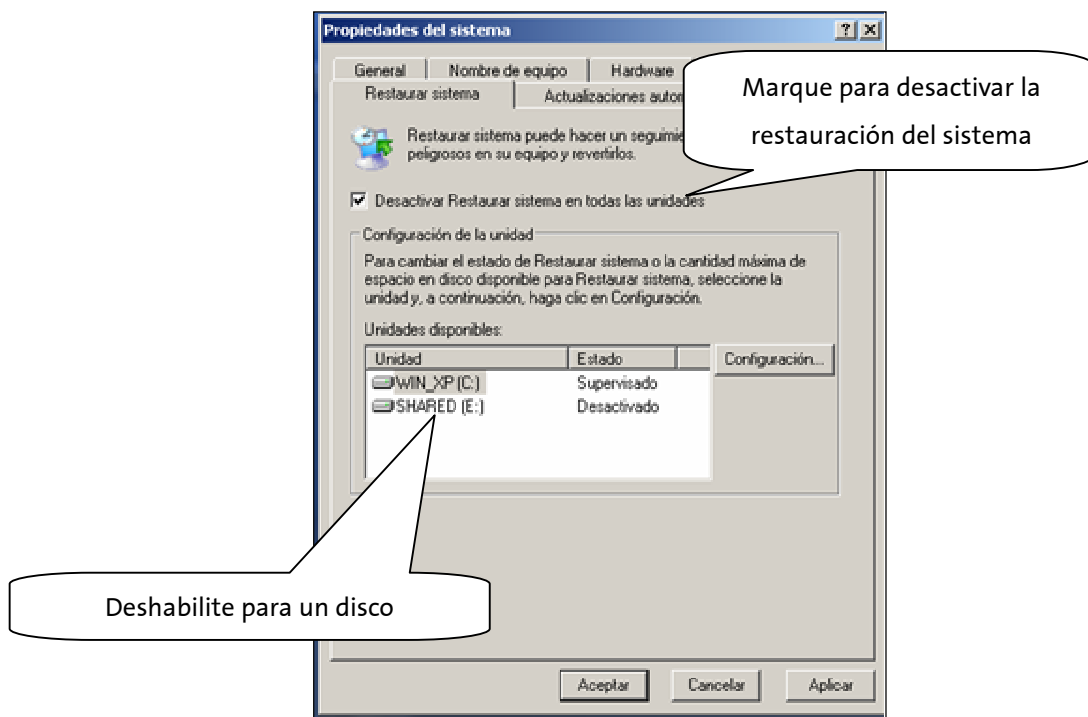 Propiedades del sistema
General Nombre de equipo Hardware
Restaurar sistema Actualizaciones autor
Marque para desactivar la
restauración del sistema
Restaurar sistema puede hacer un seguimie
peligrosos en su equipo y revertirlos.
Desactivar Restaurar sistema en todas las unidades
Configuración de la unidad
Para cambiar el estado de Restaurar sistema o la cantidad máxima de
espacio en disco disponible para Restaurar sistema, seleccione la
unidad y, a continuación, haga clic en Configuración.
Unidades disponibles:
Unidad Estado
Configuración...
WIN_XP (C:) Supervisado
SHARED (E:) Desactivado
Deshabilite para un disco
Aceptar Cancelar Aplicar